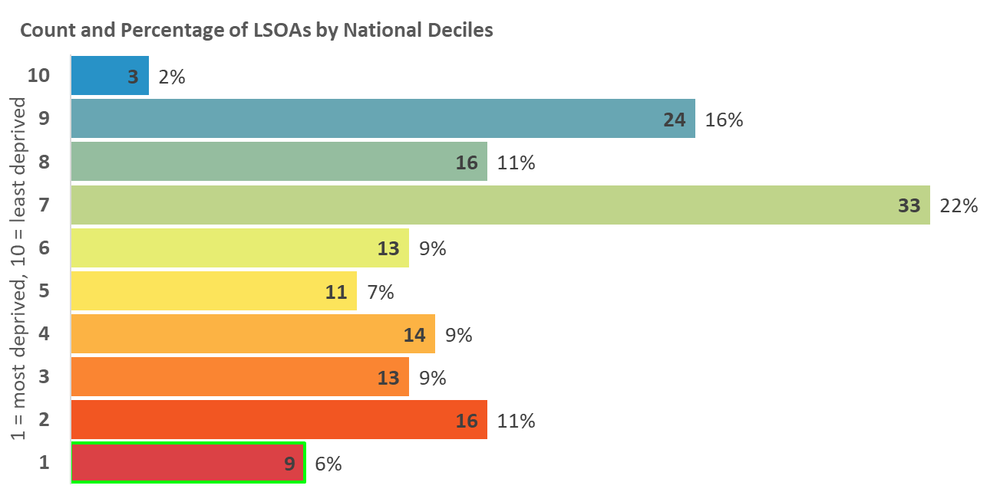 Count and Percentage of LSOAs by National Deciles
1 = most deprived, 10 = least deprived
10 3 2%
9 24 16%
8 16 11%
7 33 22%
6 13 9%
5 11 7%
4 14 9%
3 13 9%
2 16 11%
1 9 6%